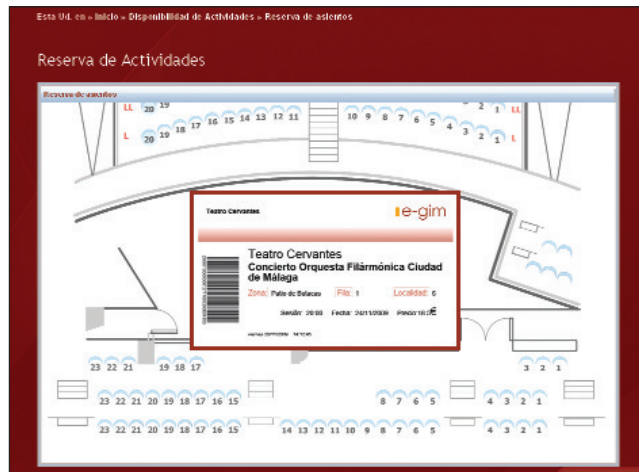 Esta Ud. en » Inicio » Disponibilidad de Actividades » Reserva de asientos
Reserva de Actividades
Reserva de asientos
LL 20 19 2 1 LL
L 20 19 18 17 16 15 14 13 12 11 10 9 8 7 6 5 4 3 2 1 L
Teatro Cervantes
e-gim
Teatro Cervantes
Concierto Orquesta Filármónica Ciudad
de Málaga
Zona: Patio de Butacas Fila: 1 Localidad: 6
Sesión: 20:00 Fecha: 24/11/2009 Precio:
23 22 21 19 18 17 3 2 1
23 22 21 20 19 18 17 16 15 8 7 6 5 4 3 2 1
23 22 21 20 19 18 17 16 15 14 13 12 11 10 9 8 7 6 5 4 3 2 1